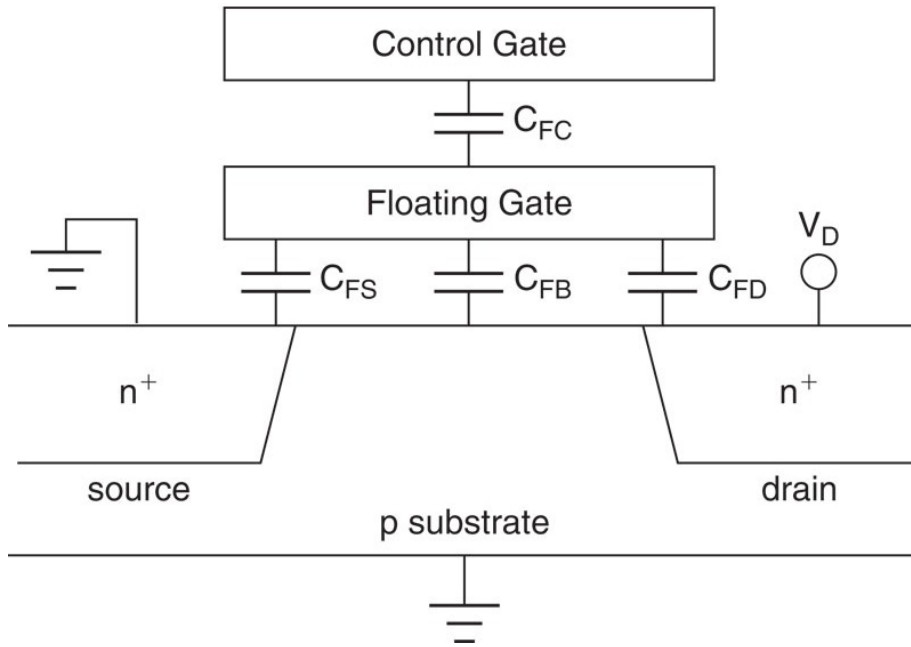 Control Gate
C_FC
Floating Gate
V_D
C_FS
C_FB
C_FD
n⁺
n⁺
source
drain
p substrate